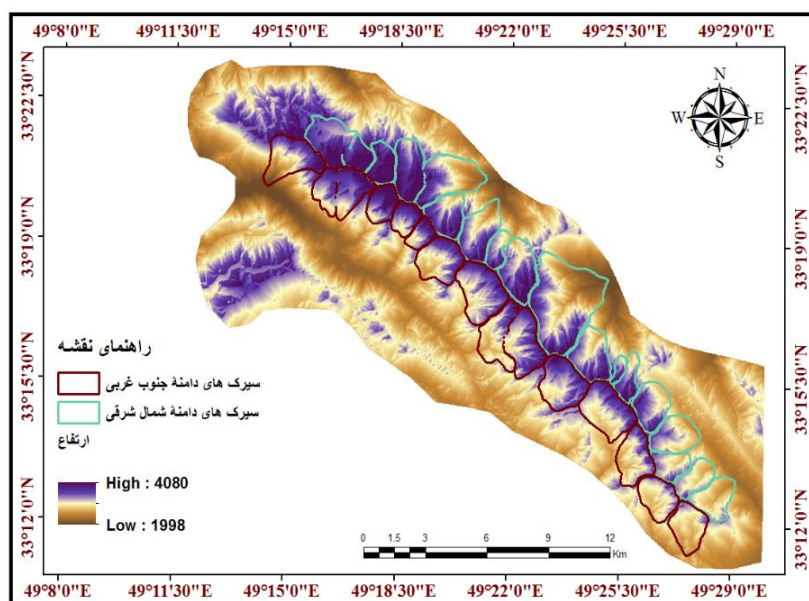 49°8'0"E 49°11'30"E 49°15'0"E 49°18'30"E 49°22'0"E 49°25'30"E 49°29'0"E
33°22'30"N
33°22'30"N
N
W E
S
33°19'0"N
33°19'0"N
راهنمای نقشه
سیرک های دامنهٔ جنوب غربی
سیرک های دامنهٔ شمال شرقی
ارتفاع
33°15'30"N
33°15'30"N
High : 4080
Low : 1998
33°12'0"N
33°12'0"N
0 1.5 3 6 9 12
Km
49°8'0"E 49°11'30"E 49°15'0"E 49°18'30"E 49°22'0"E 49°25'30"E 49°29'0"E